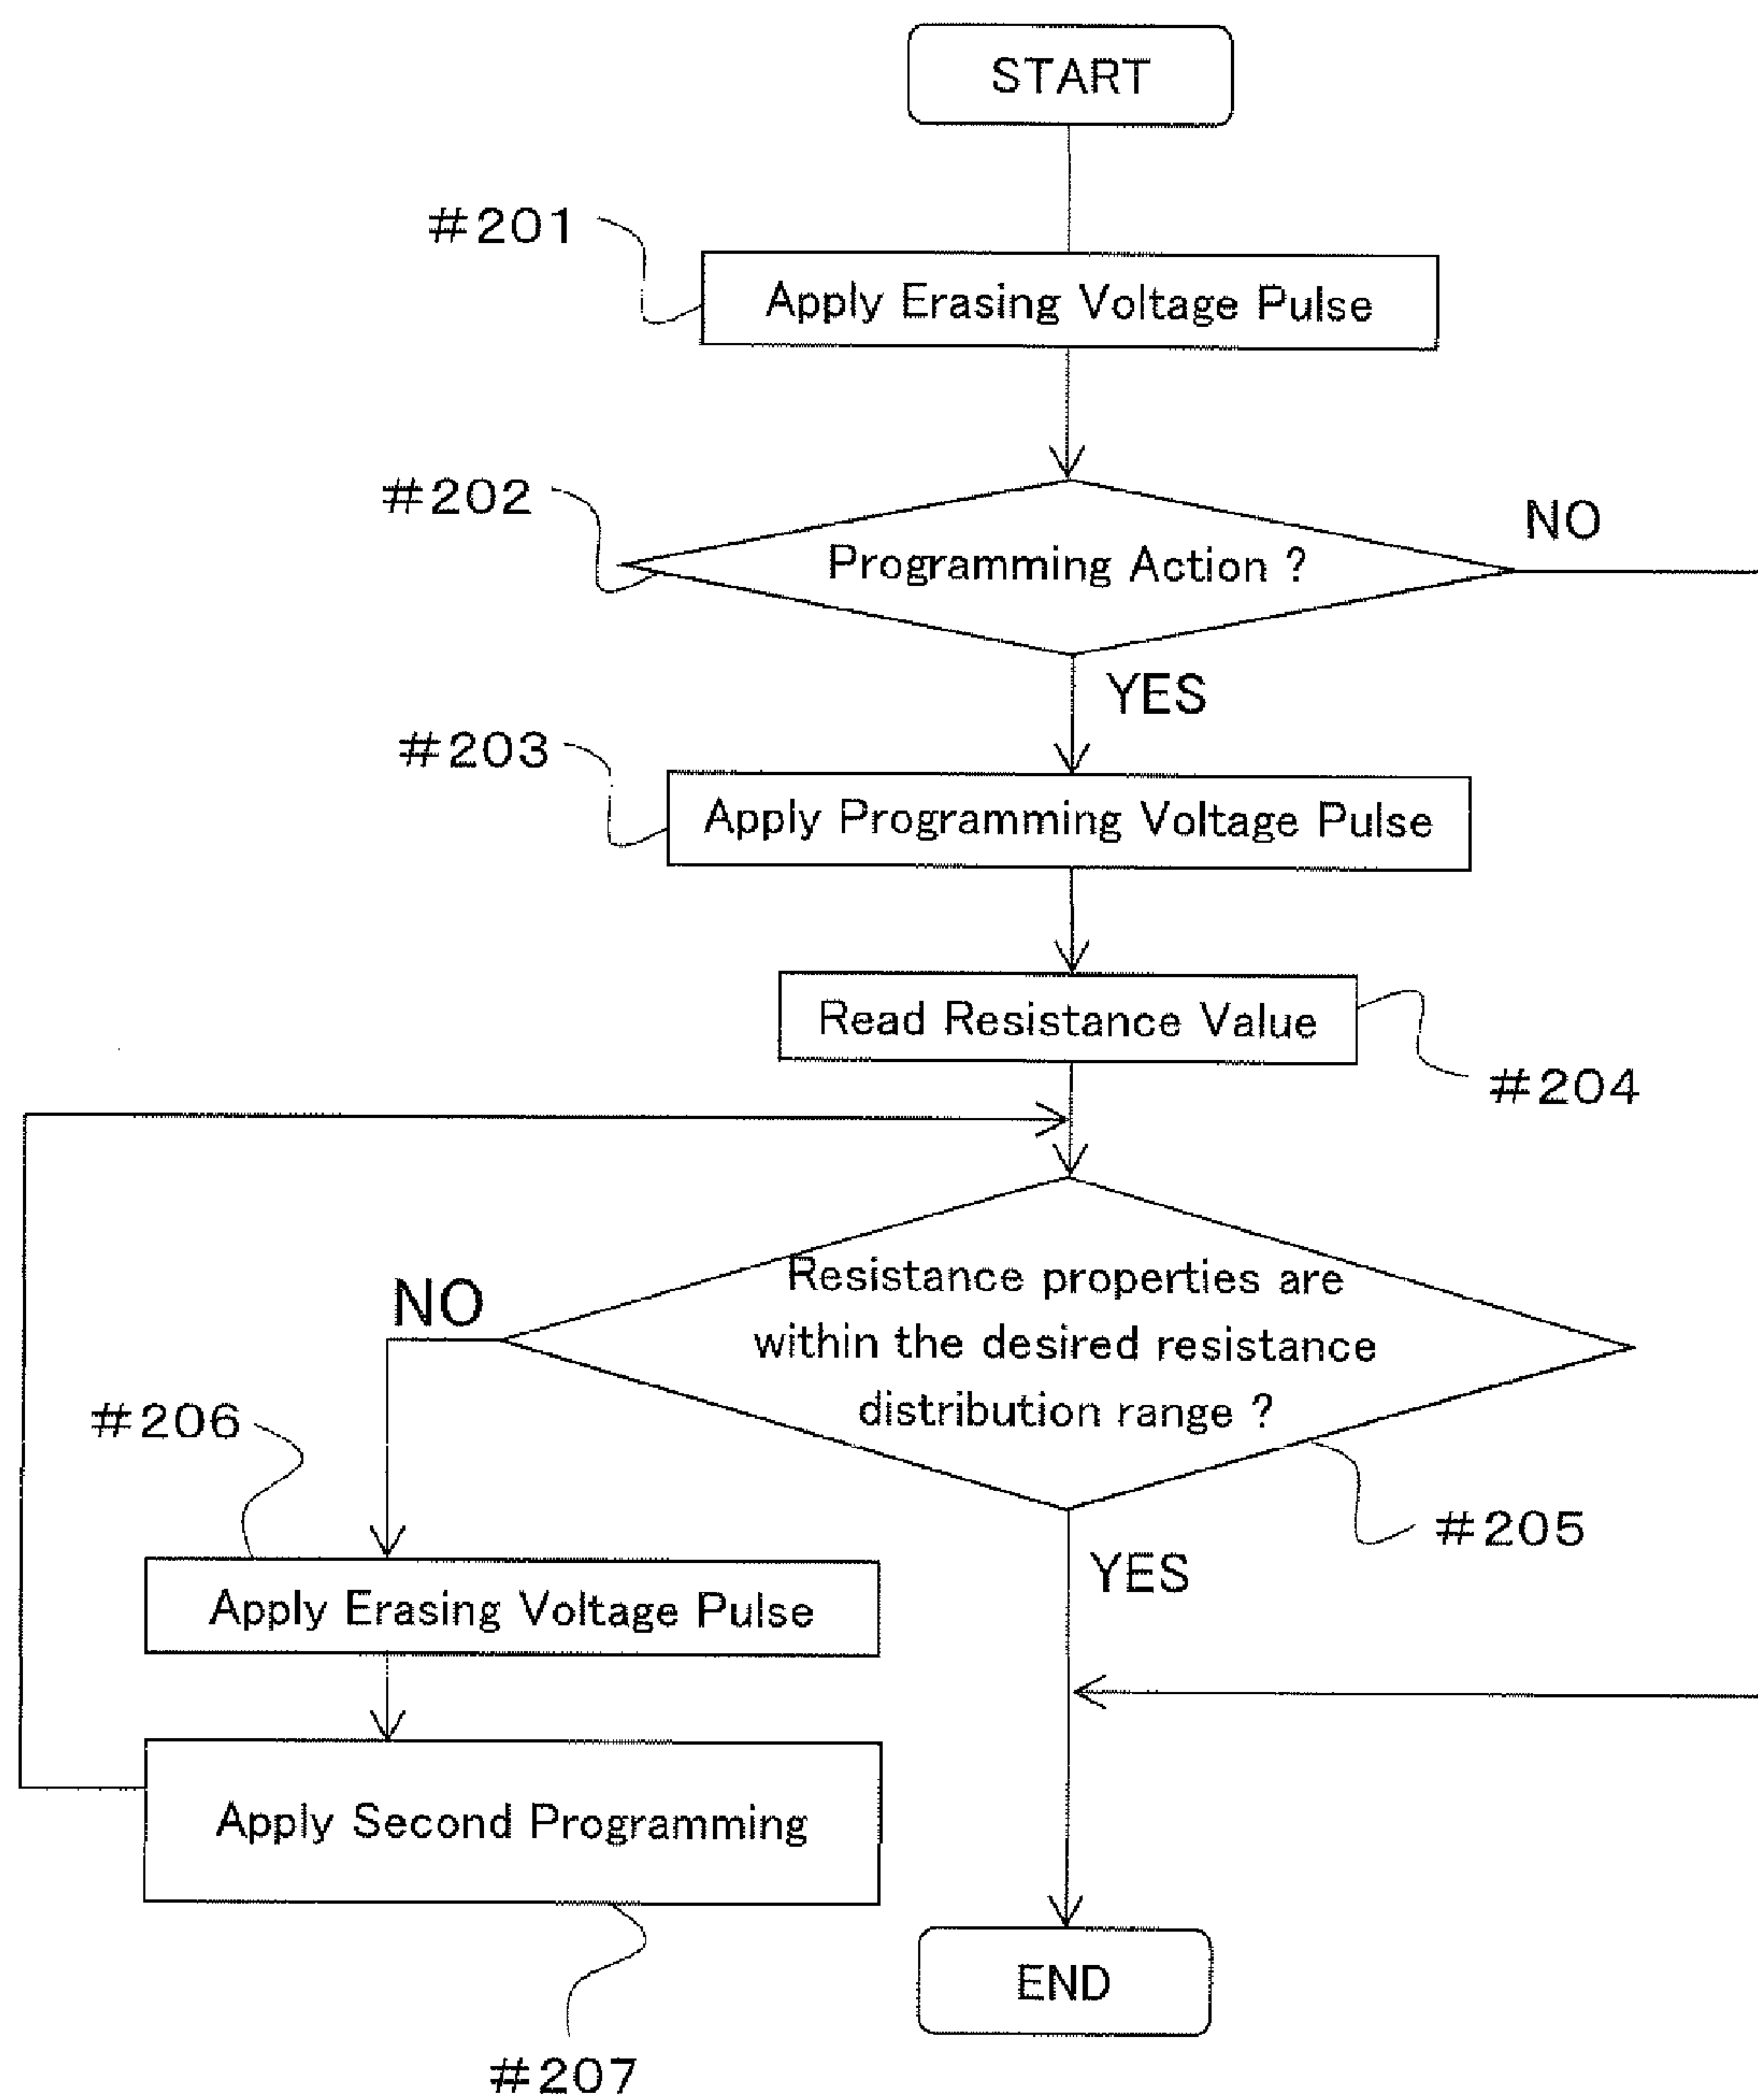 START
#201
Apply Erasing Voltage Pulse
#202
Programming Action ?
NO
YES
#203
Apply Programming Voltage Pulse
Read Resistance Value
#204
Resistance properties are
within the desired resistance
distribution range ?
NO
#205
YES
#206
Apply Erasing Voltage Pulse
Apply Second Programming
#207
END